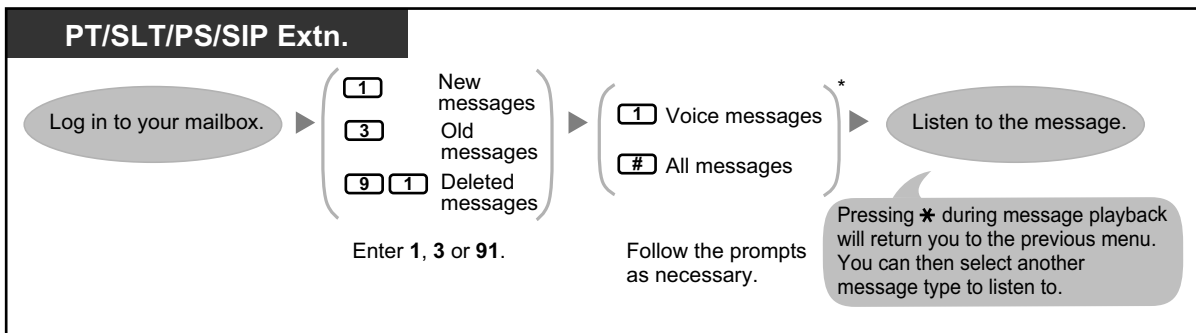 PT/SLT/PS/SIP Extn.
Log in to your mailbox.
1 New
messages
3 Old
messages
9 1 Deleted
messages
Enter 1, 3 or 91.
*
1 Voice messages
# All messages
Follow the prompts
as necessary.
Listen to the message.
Pressing * during message playback
will return you to the previous menu.
You can then select another
message type to listen to.